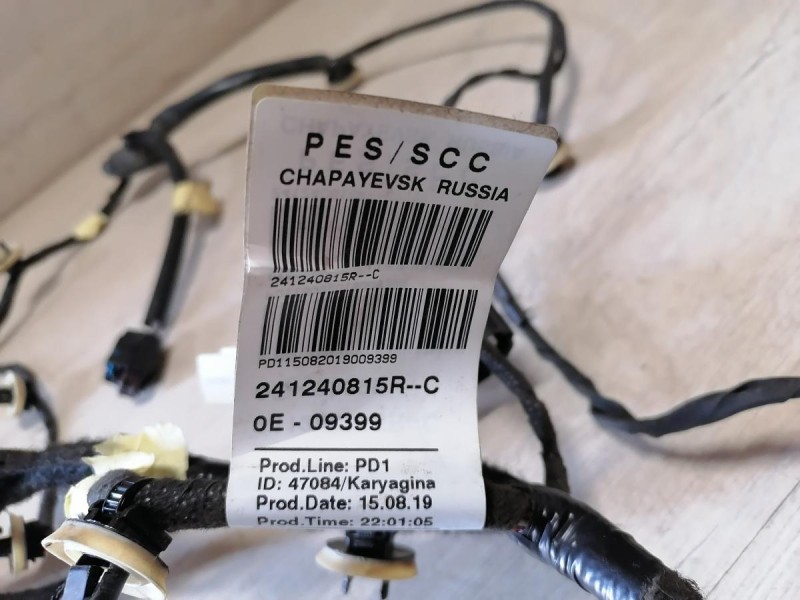 PES/SCC
CHAPAYEVSK RUSSIA
241240815R--C
PD115082019009399
241240815R--C
0E - 09399
Prod.Line: PD1
ID: 47084/Karyagina
Prod.Date: 15.08.19
Prod.Time: 22:01:05